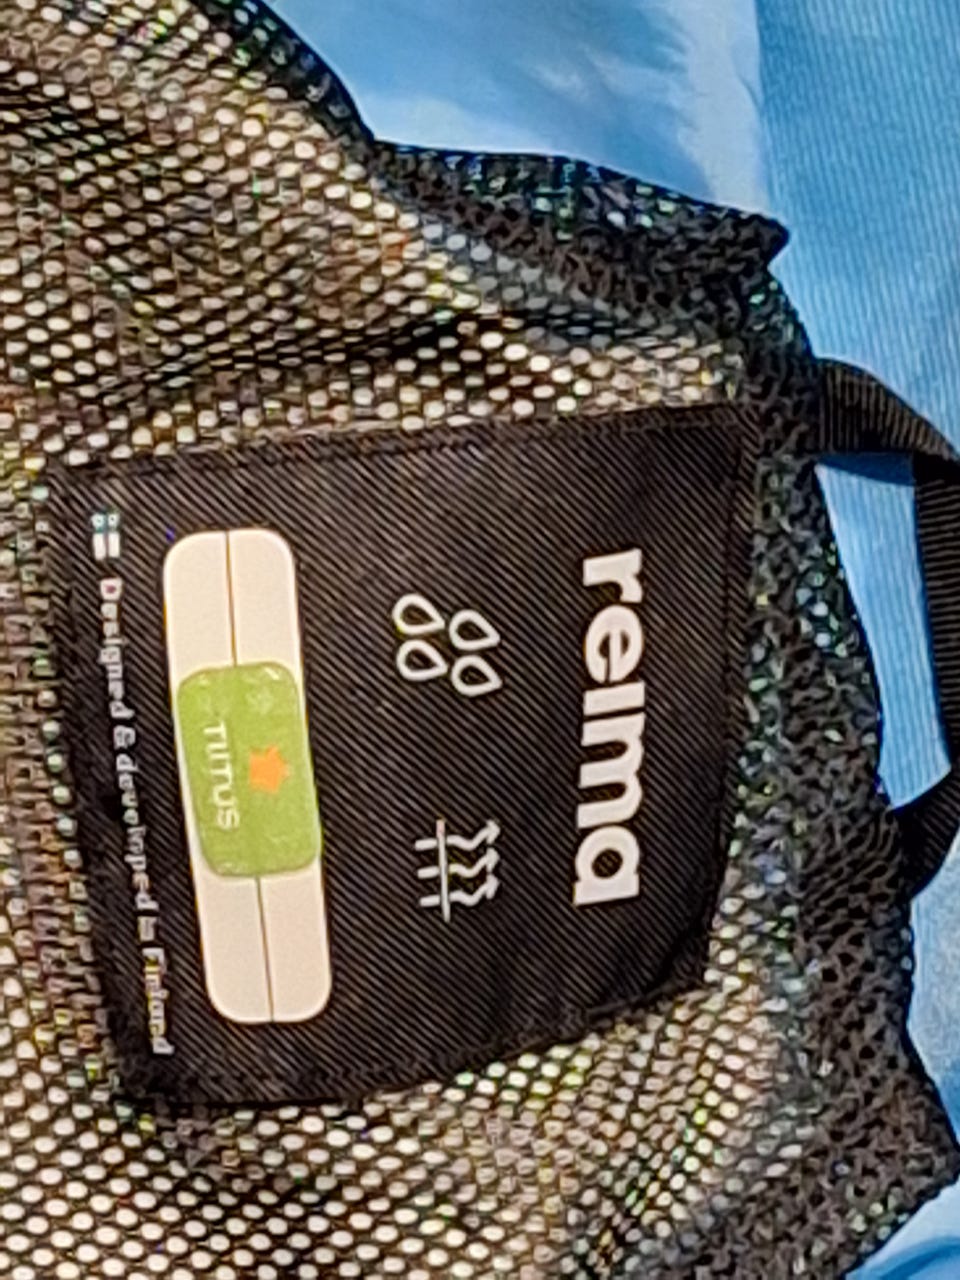 reima
TIITUS
Designed & developed in Finland